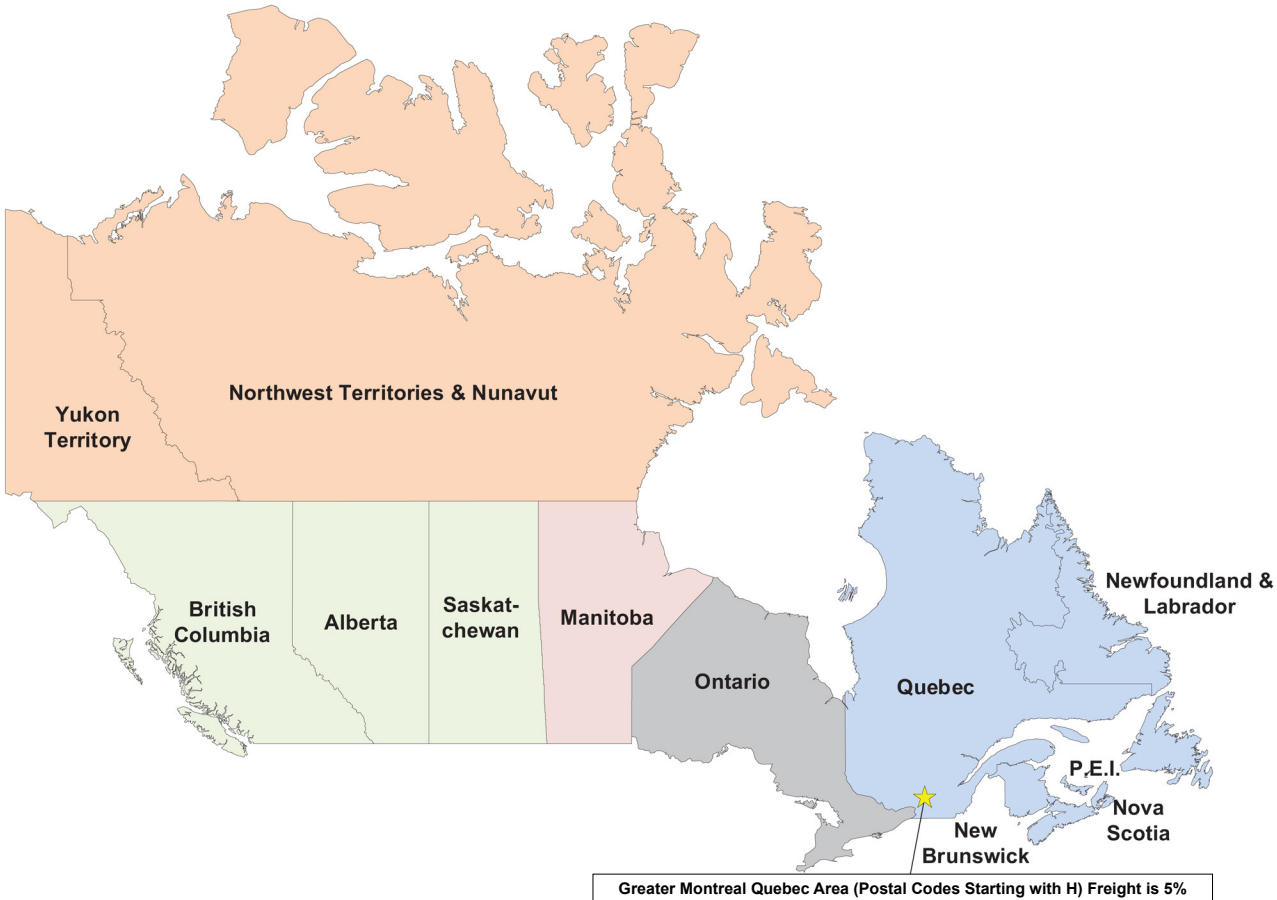 Northwest Territories & Nunavut
Yukon
Territory
British
Columbia
Alberta
Saskat-
chewan
Manitoba
Ontario
Quebec
Newfoundland &
Labrador
P.E.I.
Nova
Scotia
New
Brunswick
Greater Montreal Quebec Area (Postal Codes Starting with H) Freight is 5%